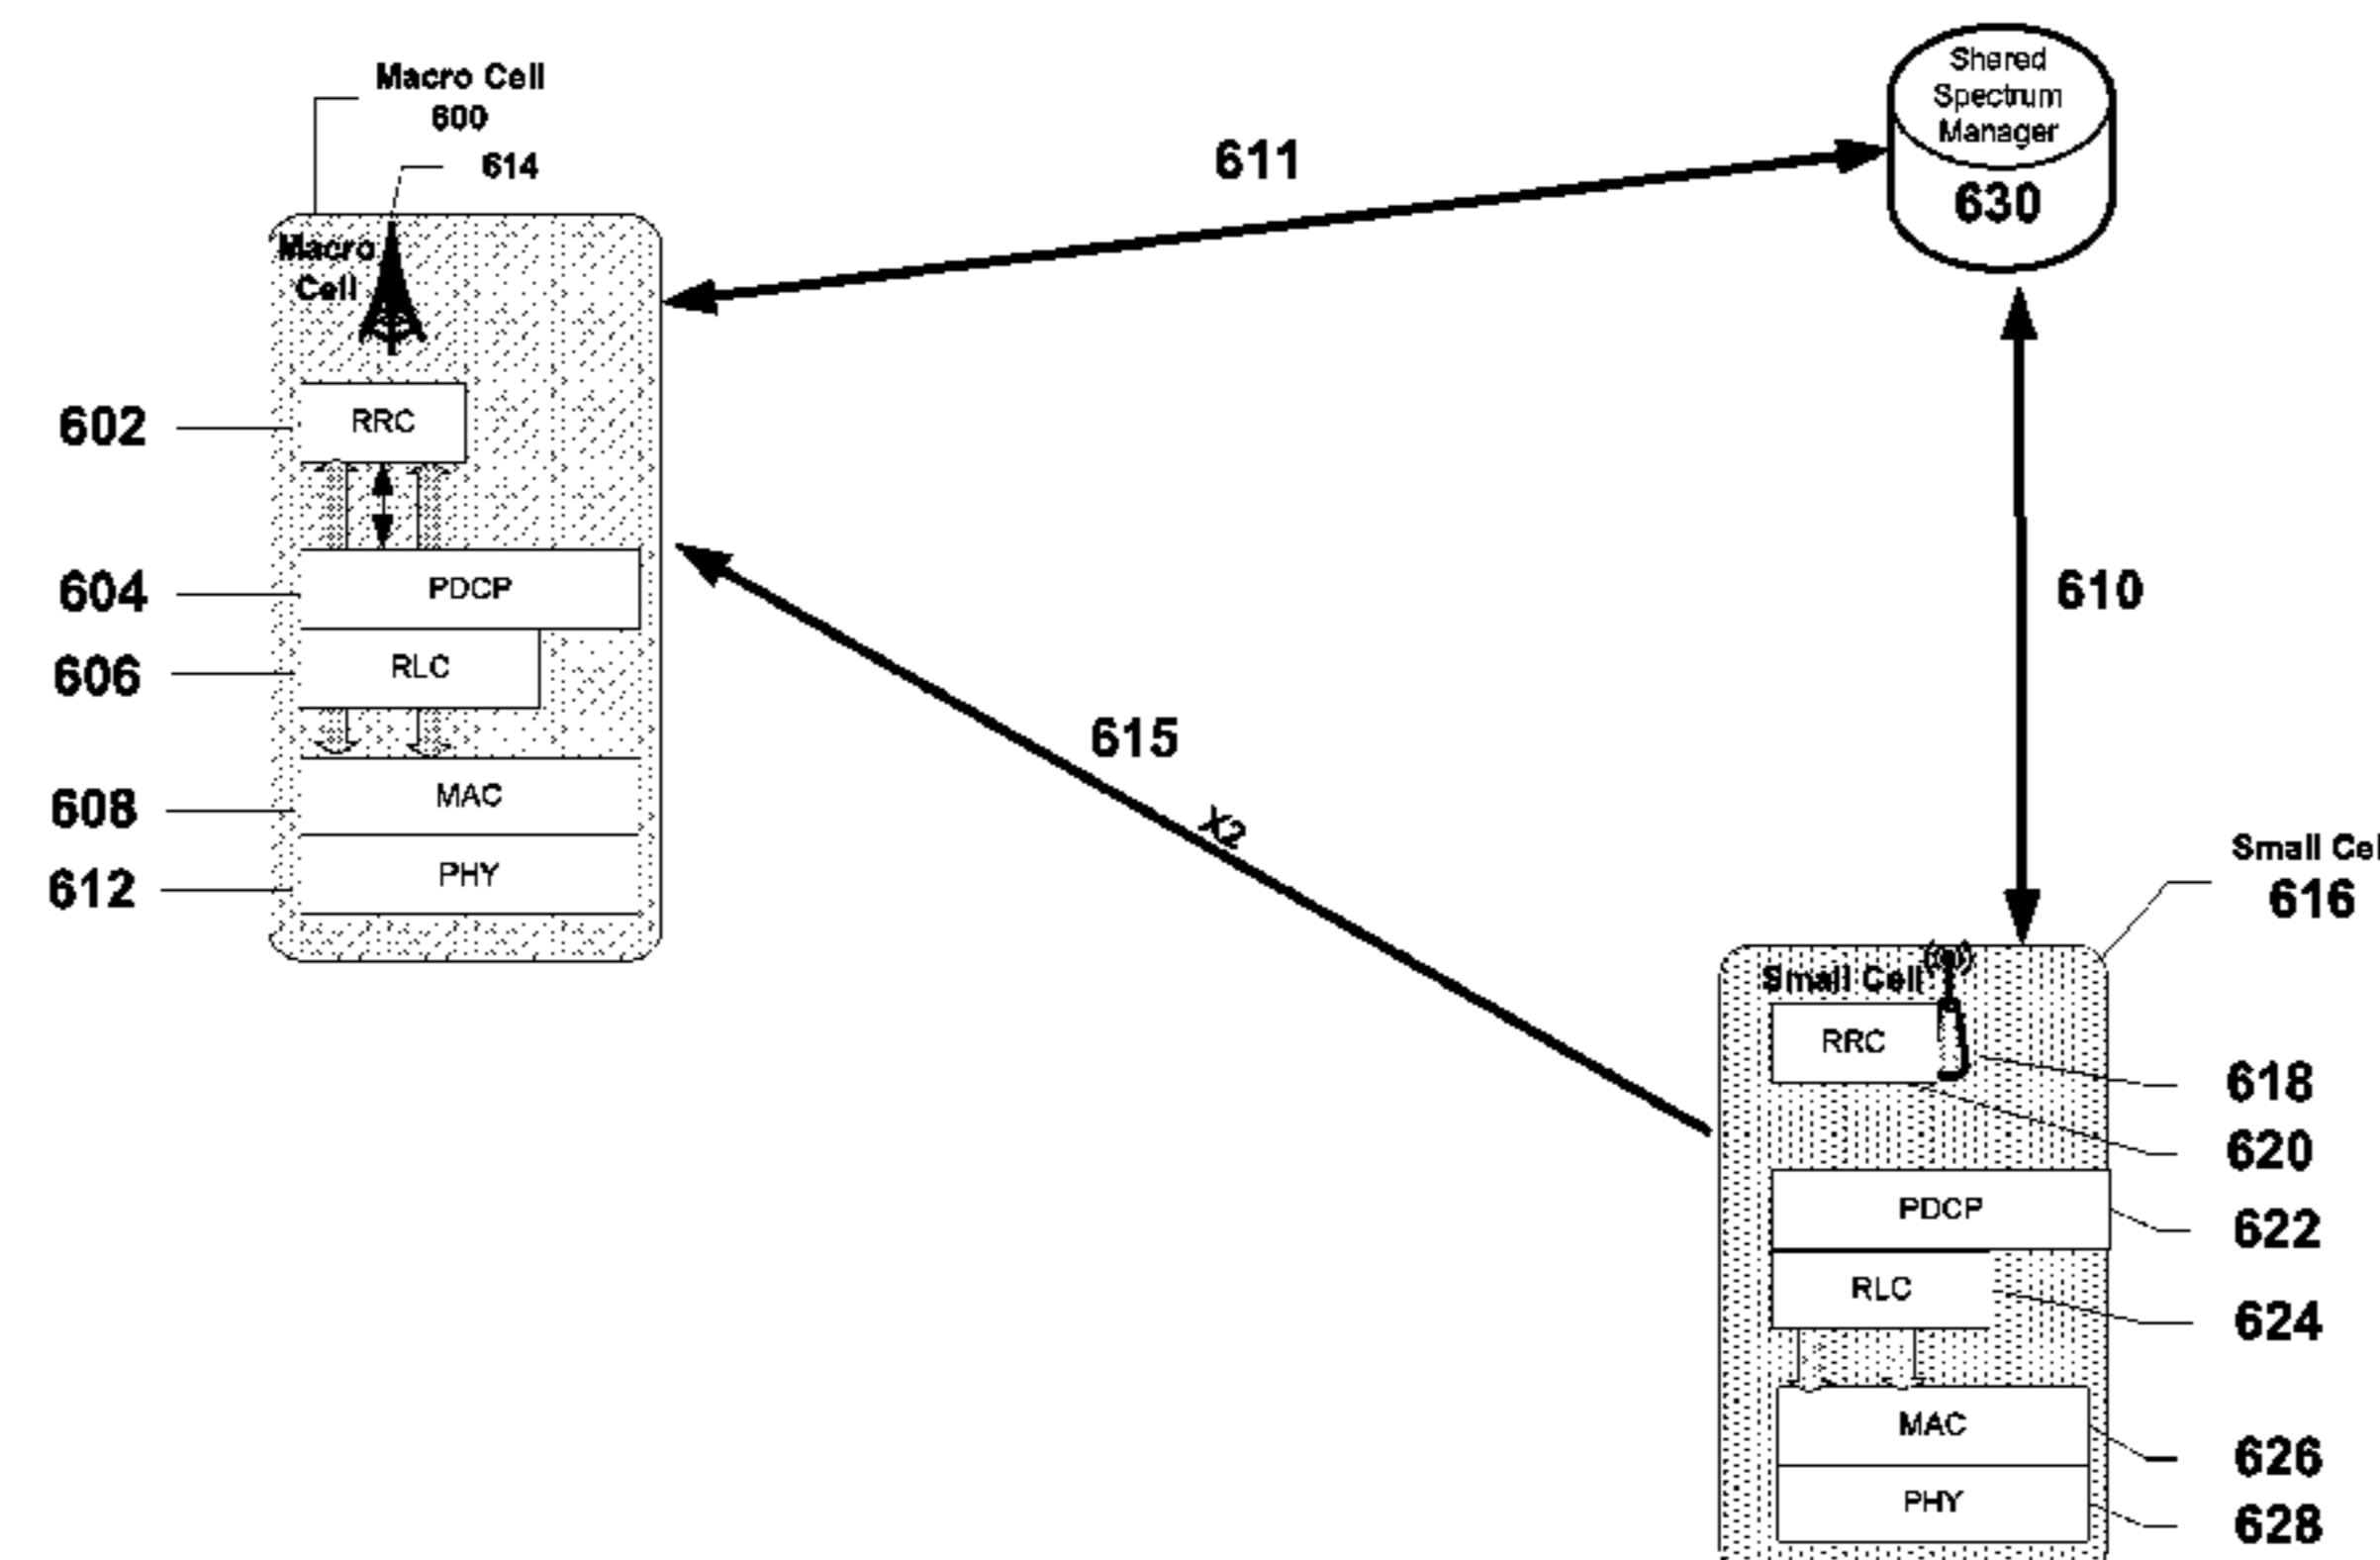 Macro Cell
600
614
Macro
Cell
602
RRC
604
PDCP
606
RLC
608
MAC
612
PHY
611
Shared
Spectrum
Manager
630
610
615
X2
Small Cel
616
Small Cell
RRC
618
620
PDCP
622
RLC
624
MAC
626
PHY
628